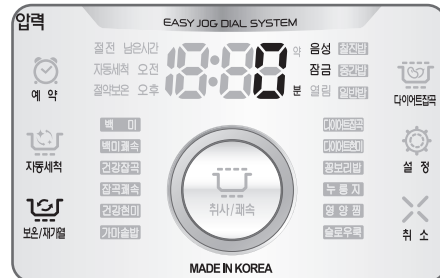 압력
EASY JOG DIAL SYSTEM
절전 남은시간 약 음성 찰진밥
자동세척 오전 잠금 중간밥
절약보온 오후 0 분 열림 일반밥
예 약
다이어트잡곡
백 미 다이어트잡곡
백미쾌속 다이어트현미
자동세척 건강잡곡 꽁보리밥 설 정
잡곡쾌속 취사/쾌속 누 룽 지
건강현미 영 양 찜
보온/재가열 가마솥밥 슬로우쿡 취 소
MADE IN KOREA